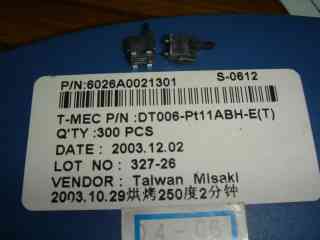 P/N:6026A0021301 S-0612
T-MEC P/N :DT006-Pt11ABH-E(T)
Q'TY :300 PCS
DATE : 2003.12.02
LOT NO : 327-26
VENDOR : Taiwan Misaki
2003.10.29烘烤250度2分钟